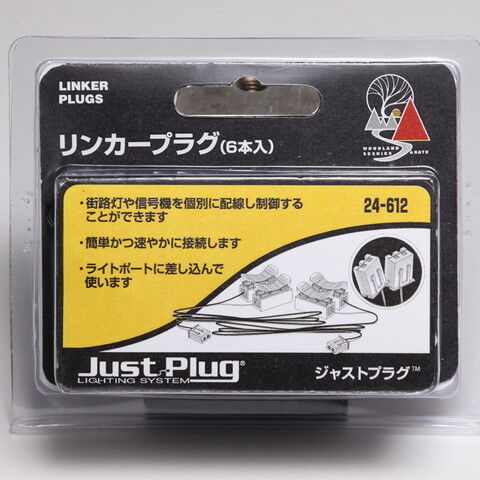 LINKER
PLUGS
リンカープラグ(6本入)
WOODLAND
SCENICS & KATO
・街路灯や信号機を個別に配線し制御する
ことができます
24-612
・簡単かつ速やかに接続します
・ライトポートに差し込んで
使います
Just Plug®
LIGHTING SYSTEM
ジャストプラグ™